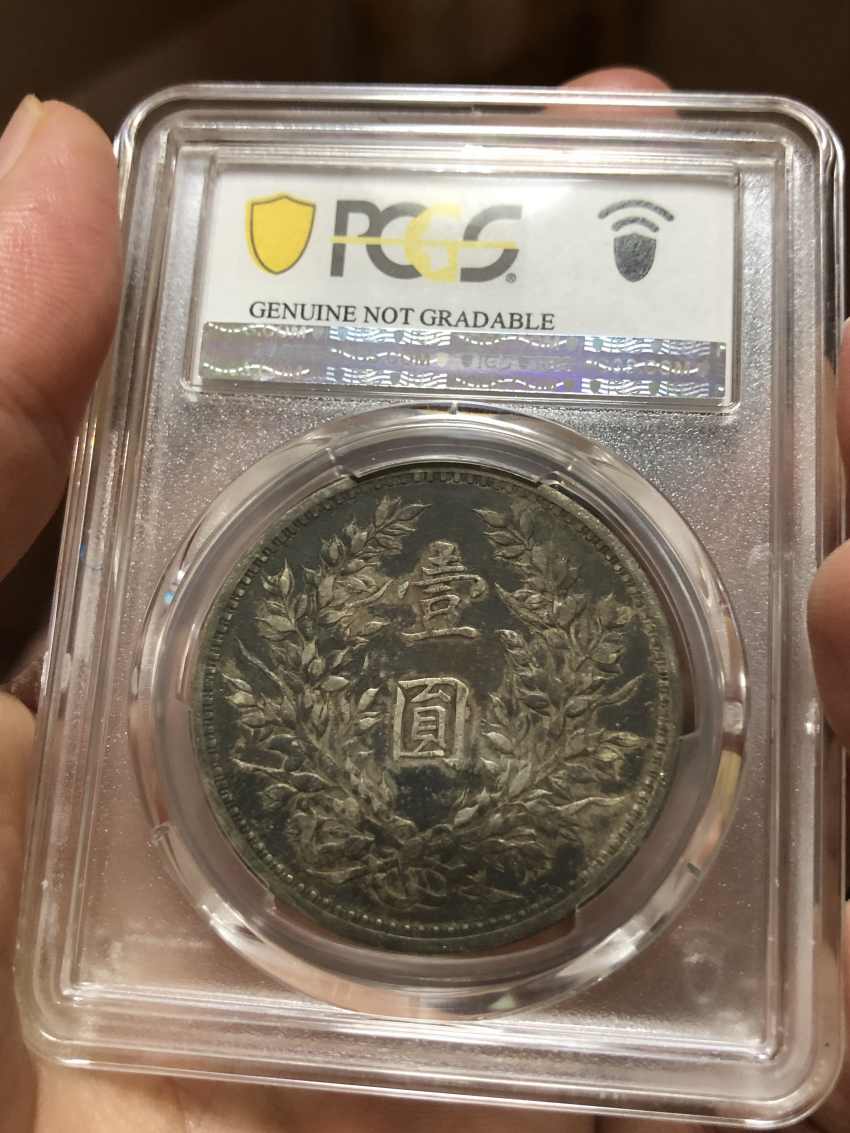 PCGS
GENUINE NOT GRADABLE
壹
圓